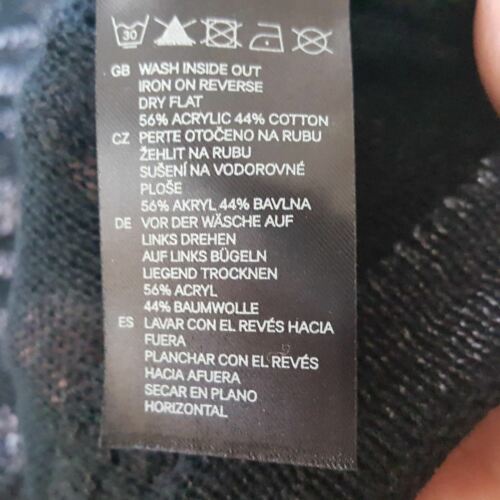 30
GB WASH INSIDE OUT
IRON ON REVERSE
DRY FLAT
56% ACRYLIC 44% COTTON
CZ PERTE OTOČENO NA RUBU
ŽEHLIT NA RUBU
SUŠENÍ NA VODOROVNÉ
PLOŠE
56% AKRYL 44% BAVLNA
DE VOR DER WÄSCHE AUF
LINKS DREHEN
AUF LINKS BÜGELN
LIEGEND TROCKNEN
56% ACRYL
44% BAUMWOLLE
ES LAVAR CON EL REVÉS HACIA
FUERA
PLANCHAR CON EL REVÉS
HACIA AFUERA
SECAR EN PLANO
HORIZONTAL